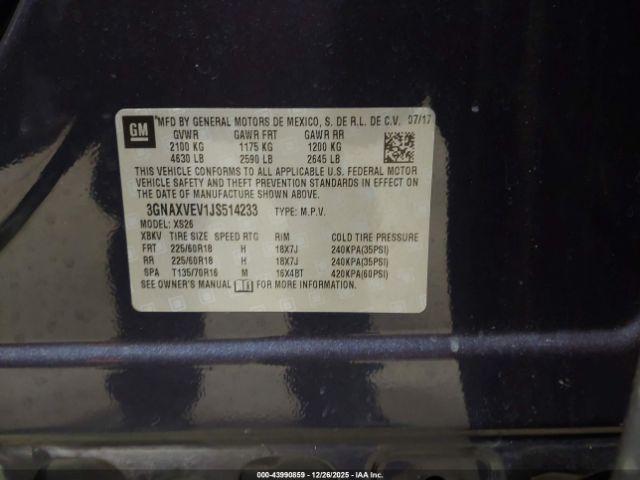 GM
*MFD BY GENERAL MOTORS DE MEXICO, S. DE R.L. DE C.V. 07/17
GVWR GAWR FRT GAWR RR
2100 KG 1175 KG 1200 KG
4630 LB 2590 LB 2645 LB
THIS VEHICLE CONFORMS TO ALL APPLICABLE U.S. FEDERAL MOTOR
VEHICLE SAFETY AND THEFT PREVENTION STANDARDS IN EFFECT ON
THE DATE OF MANUFACTURE SHOWN ABOVE.
3GNAXVEV1JS514233 TYPE: M.P.V.
MODEL: XS26
XBKV TIRE SIZE SPEED RTG RIM COLD TIRE PRESSURE
FRT 225/60R18 H 18X7J 240KPA(35PSI)
RR 225/60R18 H 18X7J 240KPA(35PSI)
SPA T135/70R16 M 16X4BT 420KPA(60PSI)
SEE OWNER'S MANUAL FOR MORE INFORMATION.
000-43990859 - 12/26/2025 - IAA Inc.